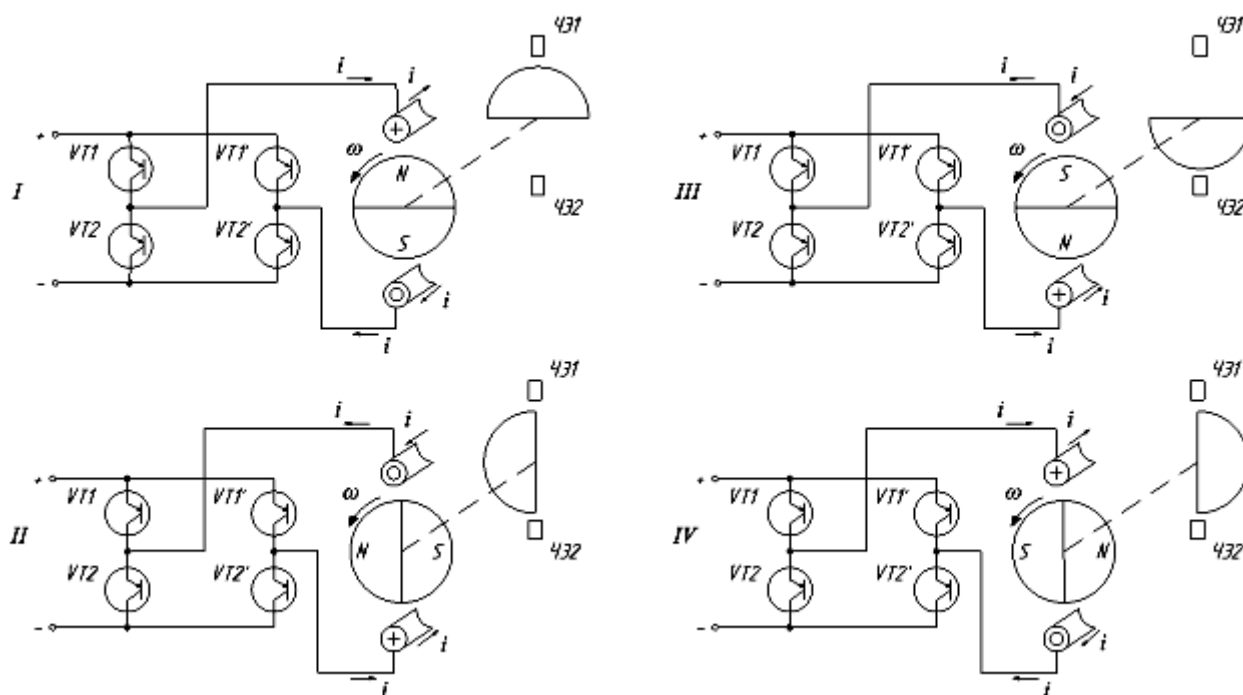 ЧЭ1
i
i
+
VT1
VT1'
+
ω
N
I
VT2
VT2'
S
ЧЭ2
-
i
i
ЧЭ1
i
i
+
VT1
VT1'
ω
S
III
VT2
VT2'
N
ЧЭ2
-
+
i
i
ЧЭ1
i
i
+
VT1
VT1'
ω
II
N
S
VT2
VT2'
ЧЭ2
-
+
i
i
ЧЭ1
i
i
+
+
VT1
VT1'
ω
IV
S
N
VT2
VT2'
ЧЭ2
-
i
i